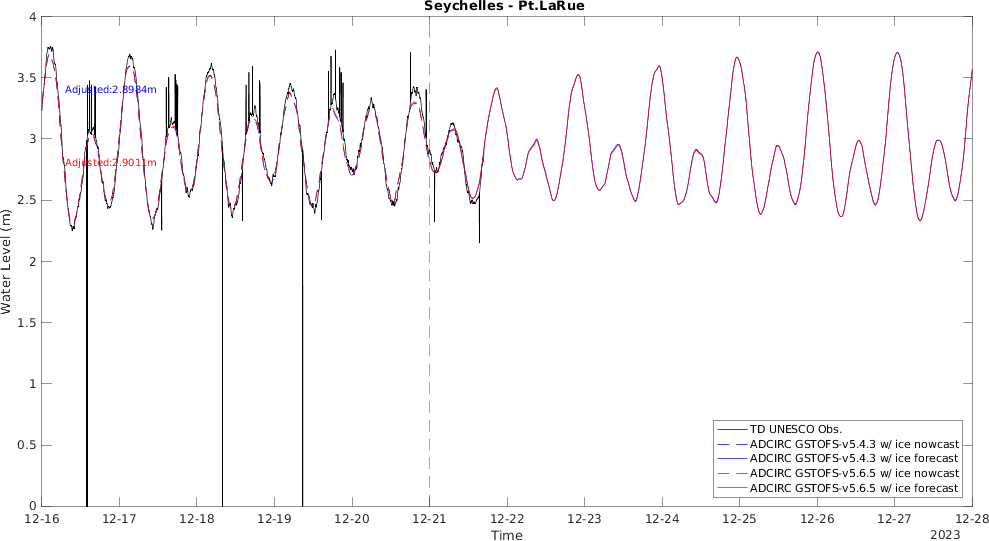 Seychelles - Pt.LaRue
4
3.5
3
2.5
2
1.5
1
0.5
0
Water Level (m)
Adjusted:2.8984m
Adjusted:2.9011m
TD UNESCO Obs.
ADCIRC GSTOFS-v5.4.3 w/ ice nowcast
ADCIRC GSTOFS-v5.4.3 w/ ice forecast
ADCIRC GSTOFS-v5.6.5 w/ ice nowcast
ADCIRC GSTOFS-v5.6.5 w/ ice forecast
12-16 12-17 12-18 12-19 12-20 12-21 12-22 12-23 12-24 12-25 12-26 12-27 12-28
Time
2023